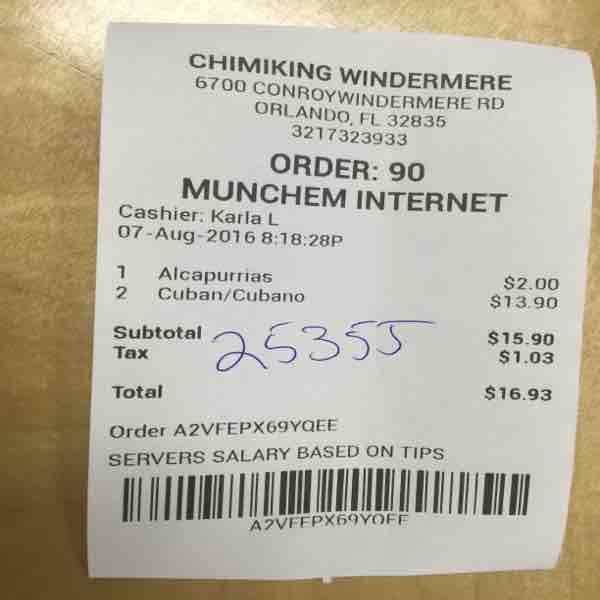 CHIMIKING WINDERMERE
6700 CONROYWINDERMERE RD
ORLANDO, FL 32835
3217323933
ORDER: 90
MUNCHEM INTERNET
Cashier: Karla L
07-Aug-2016 8:18:28P
1 Alcapurrias $2.00
2 Cuban/Cubano $13.90
Subtotal $15.90
25355
Tax $1.03
Total $16.93
Order A2VFEPX69YQEE
SERVERS SALARY BASED ON TIPS
A2VFEPX69YQEE